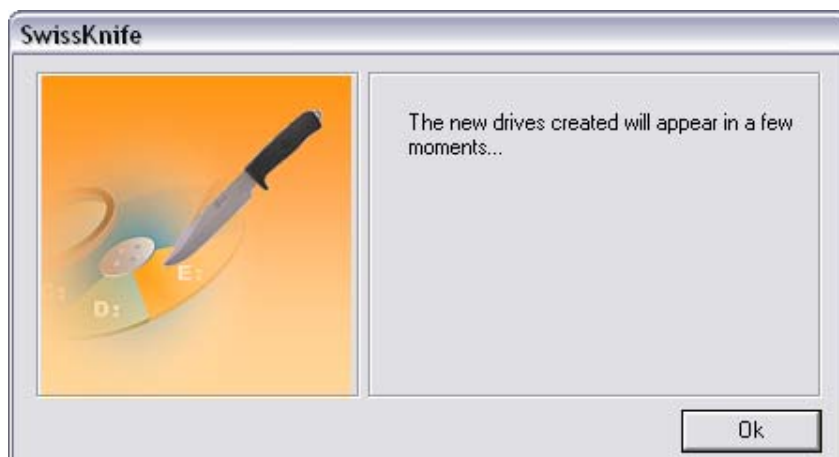 SwissKnife
The new drives created will appear in a few
moments...
E:
C:
D:
Ok